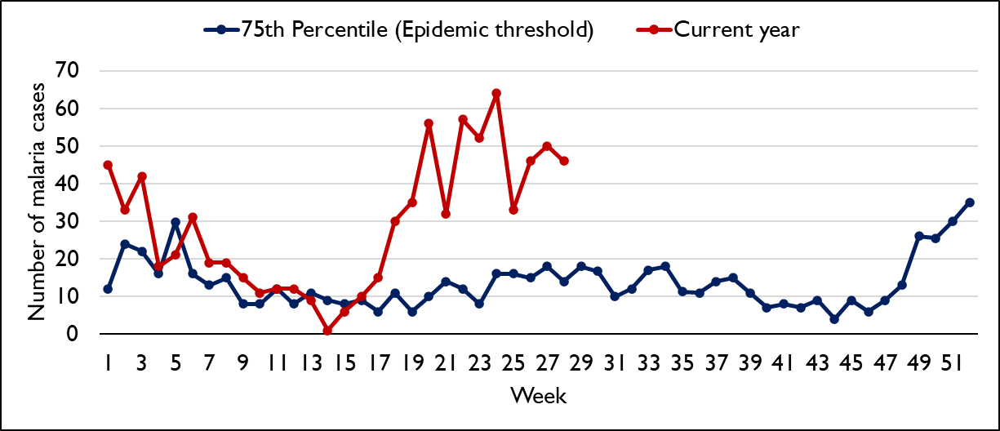 75th Percentile (Epidemic threshold) Current year
Number of malaria cases
70
60
50
40
30
20
10
0
1 3 5 7 9 11 13 15 17 19 21 23 25 27 29 31 33 35 37 39 41 43 45 47 49 51
Week